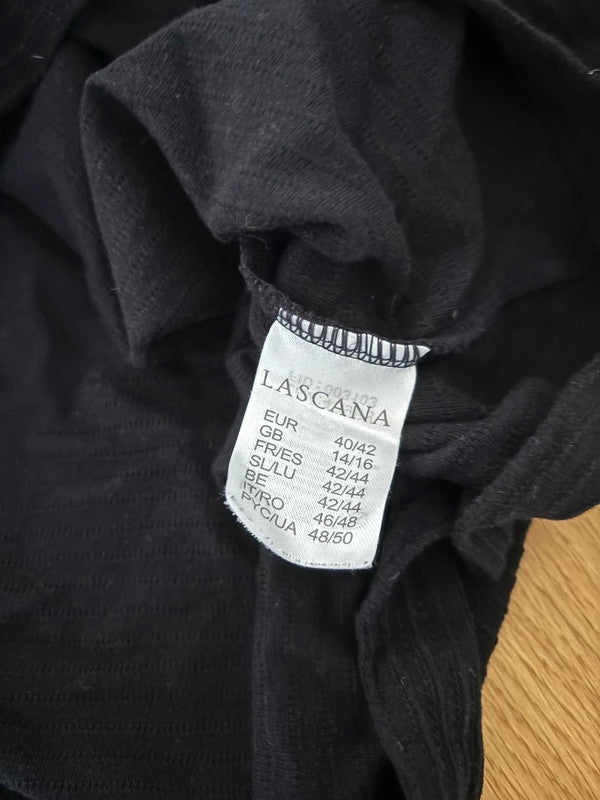 LASCANA
EUR 40/42
GB 14/16
FR/ES 42/44
SL/LU 42/44
BE 42/44
IT/RO 46/48
PYC/UA 48/50